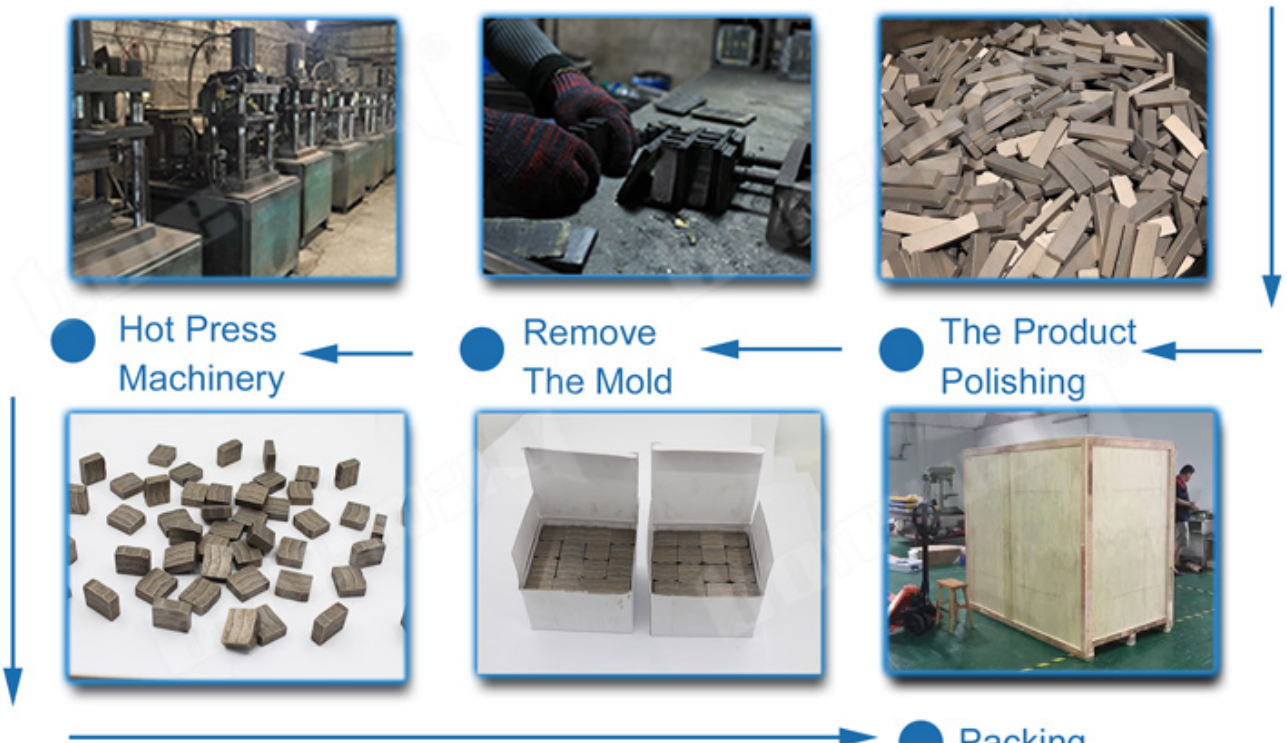 Hot Press
Machinery
Remove
The Mold
The Product
Polishing
Packing